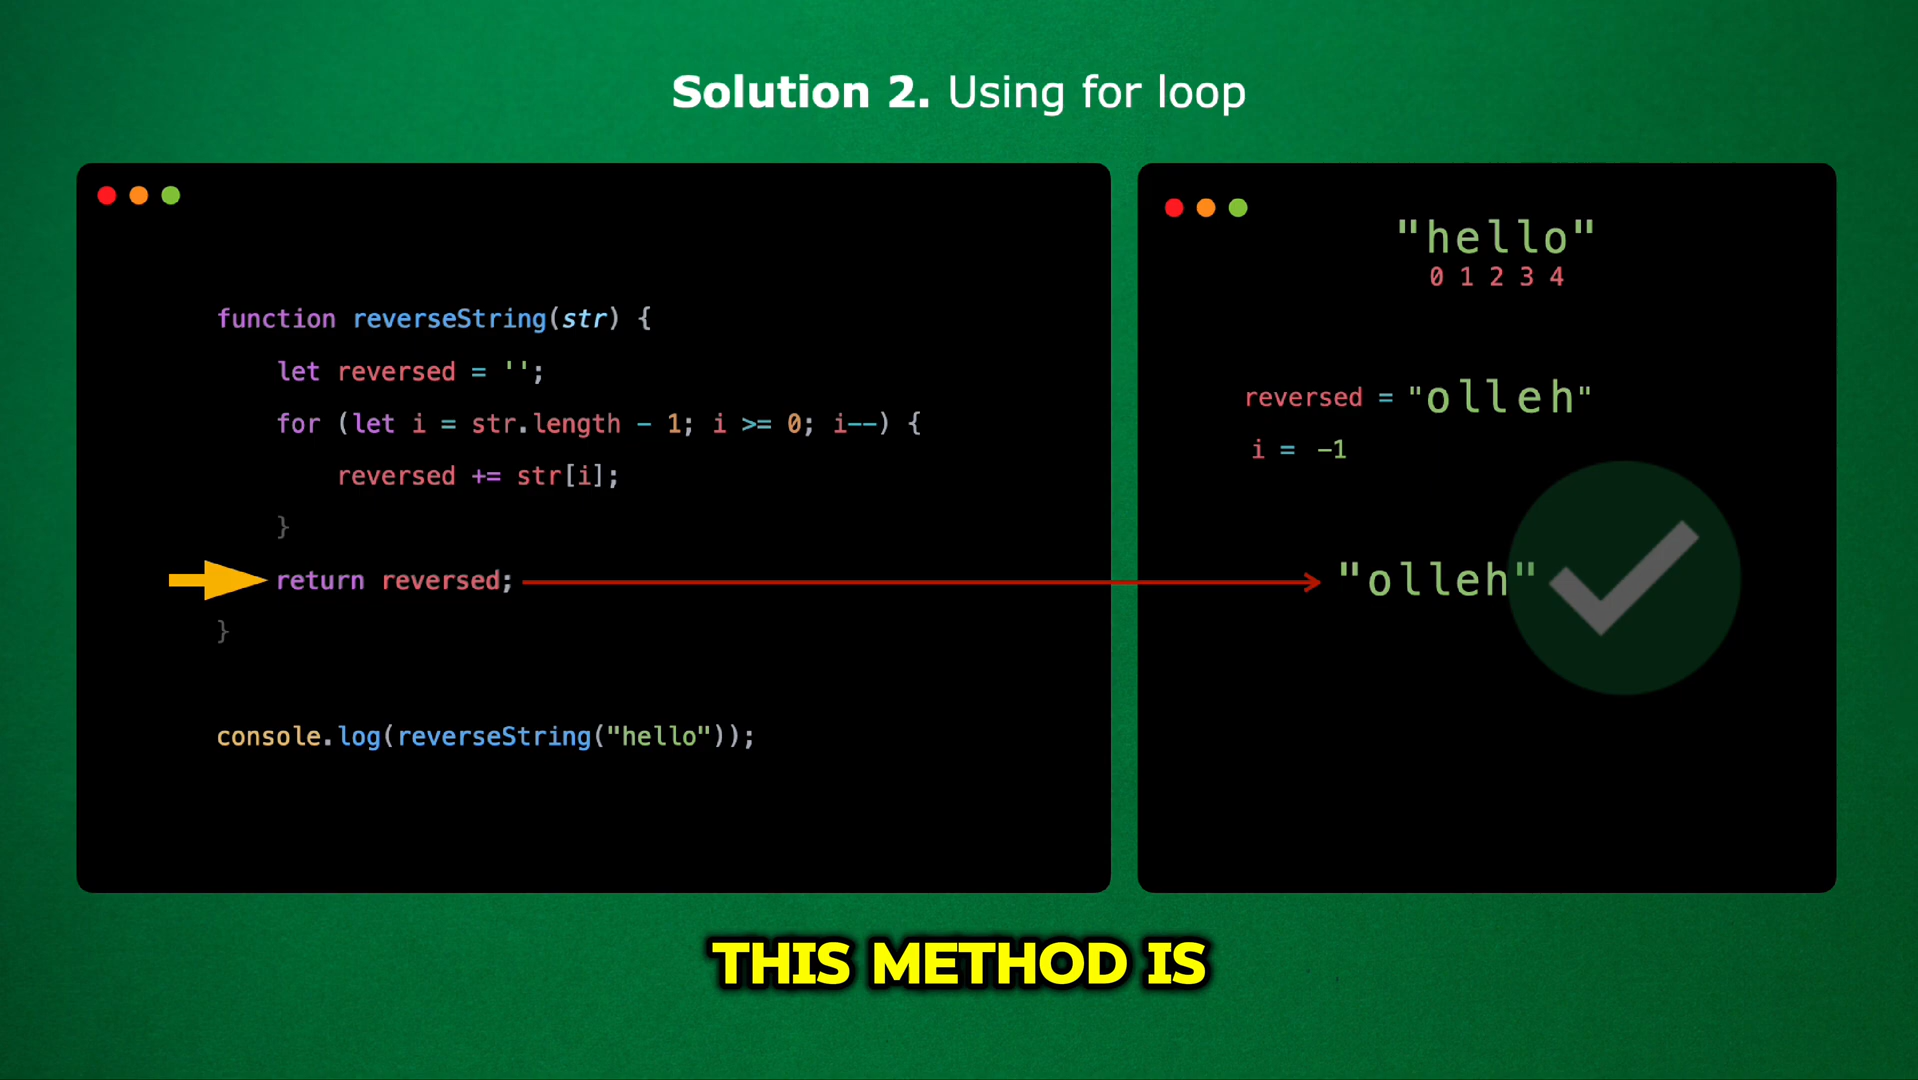 Solution 2. Using for loop
function reverseString(str) {
let reversed = '';
for (let i = str.length - 1; i >= 0; i--) {
reversed += str[i];
}
return reversed;
}
console.log(reverseString("hello"));
"hello"
0 1 2 3 4
reversed = "olleh"
i = -1
"olleh"
THIS METHOD IS